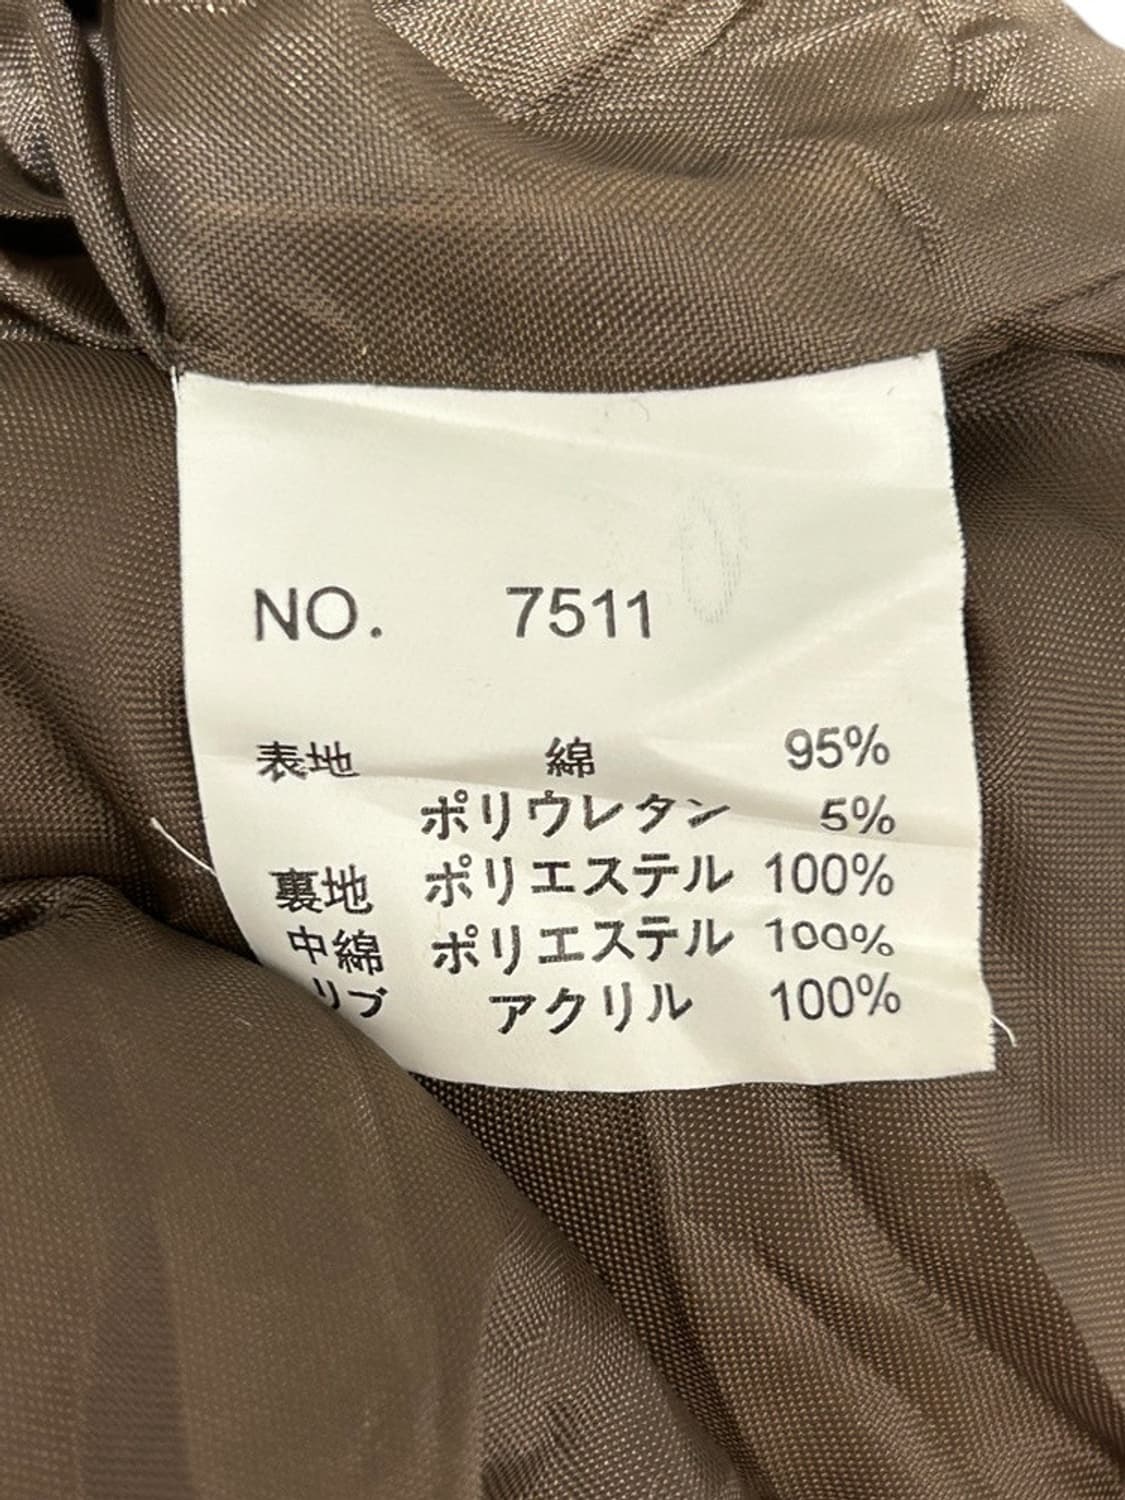 NO. 7511
表地 綿 95%
ポリウレタン 5%
裏地 ポリエステル 100%
中綿 ポリエステル 100%
リブ アクリル 100%